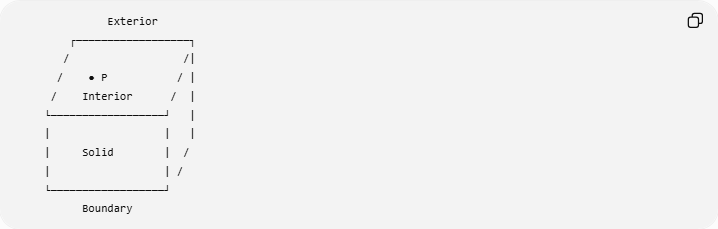 Exterior
• P
Interior
Solid
Boundary